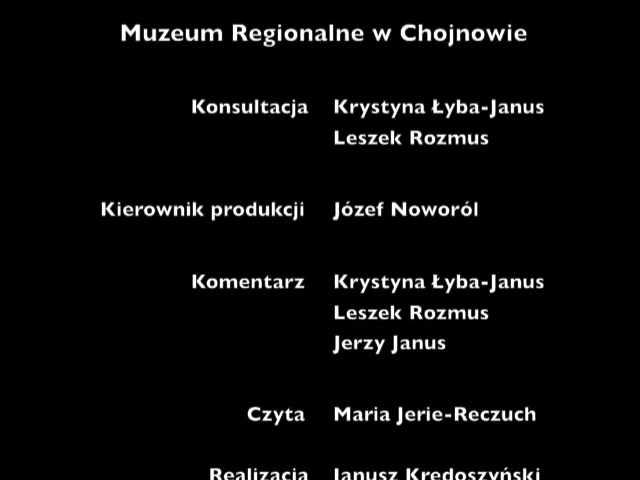 Muzeum Regionalne w Chojnowie
Konsultacja Krystyna Łyba-Janus
Leszek Rozmus
Kierownik produkcji Józef Noworól
Komentarz Krystyna Łyba-Janus
Leszek Rozmus
Jerzy Janus
Czyta Maria Jerie-Reczuch
Realizacja Janusz Kredoszyński